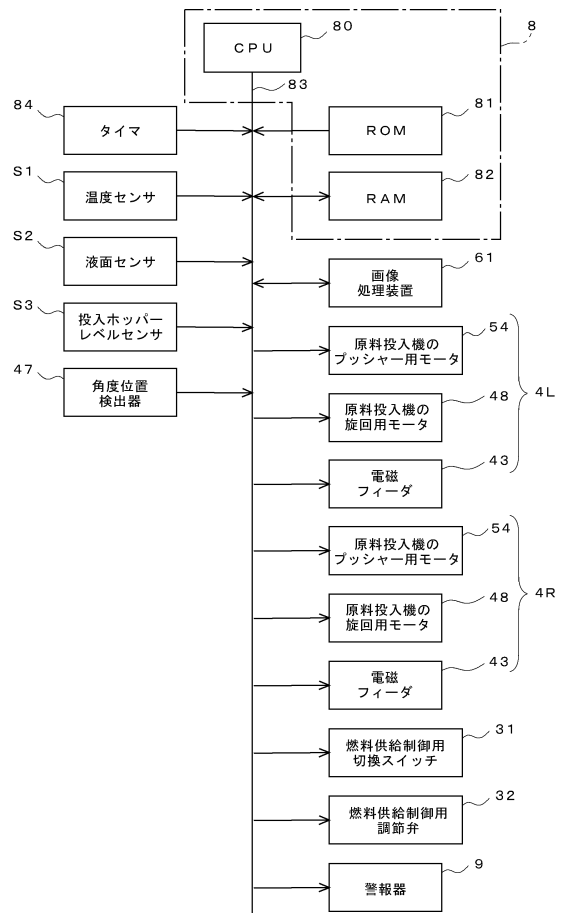 8
80
CPU
83
84
タイマ
81
ROM
S1
温度センサ
82
RAM
S2
液面センサ
61
画像
処理装置
S3
投入ホッパー
レベルセンサ
54
原料投入機の
プッシャー用モータ
47
角度位置
検出器
48
原料投入機の
旋回用モータ
4L
43
電磁
フィーダ
54
原料投入機の
プッシャー用モータ
48
原料投入機の
旋回用モータ
4R
43
電磁
フィーダ
31
燃料供給制御用
切換スイッチ
32
燃料供給制御用
調節弁
9
警報器